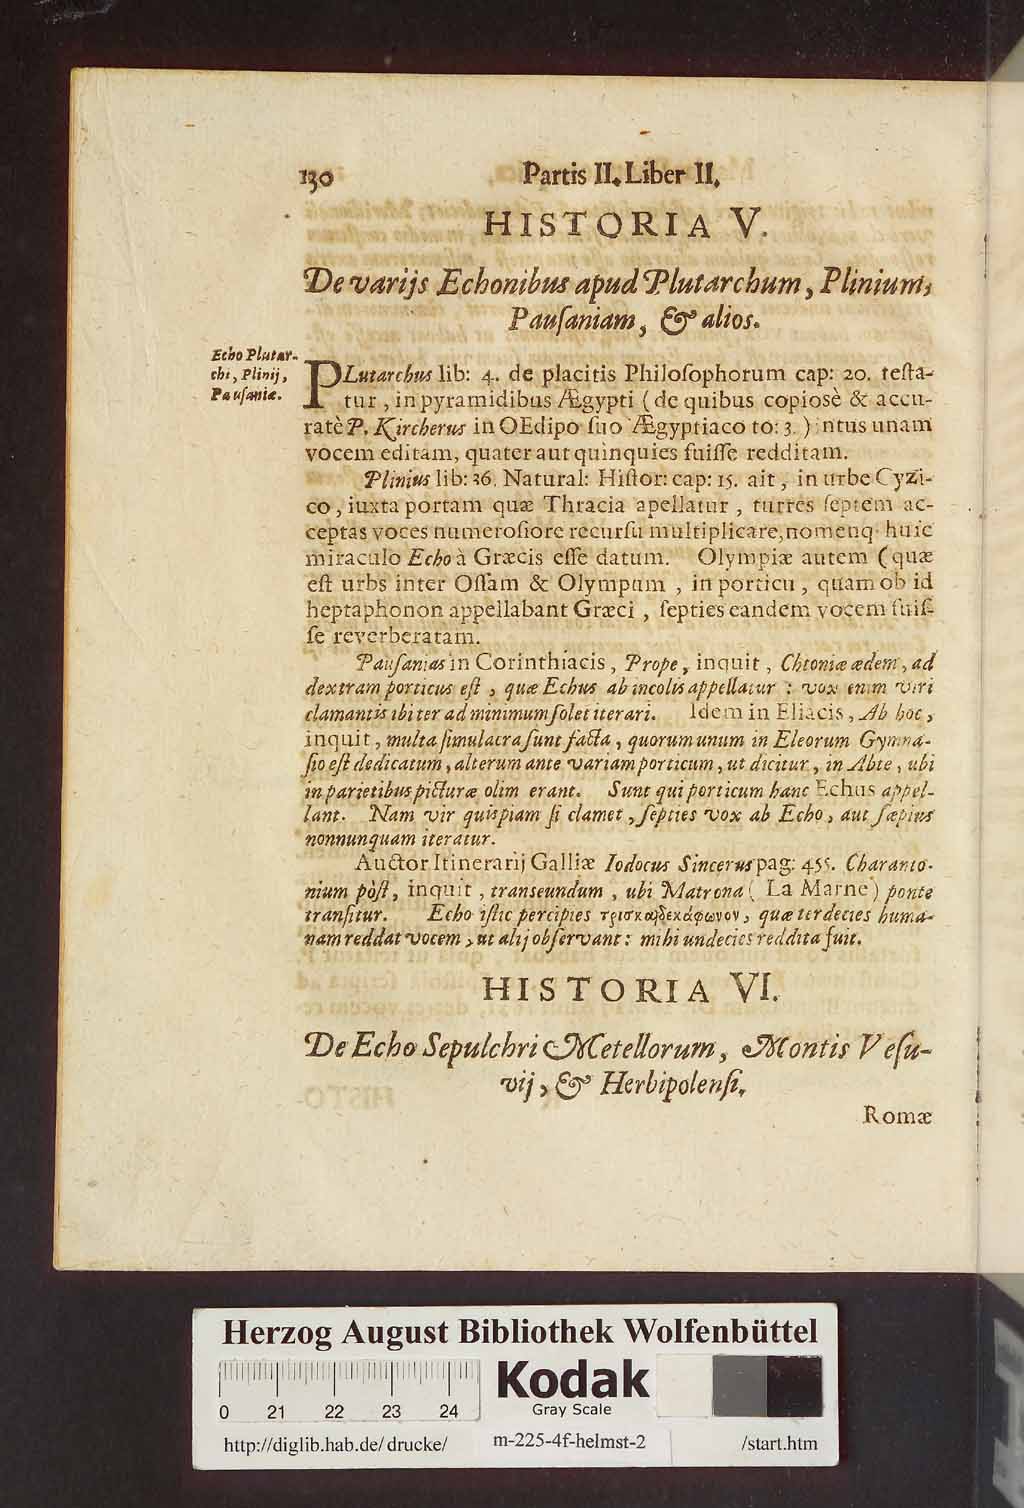 130 Partis II. Liber II.
HISTORIA V.
De varijs Echonibus apud Plutarchum, Plinium,
Pauſaniam, & alios.
Echo Plutar-
chi, Plinij,
Pauſaniæ.
PLutarchus lib: 4. de placitis Philoſophorum cap: 20. teſta-
tur, in pyramidibus Ægypti (de quibus copiosè & accu-
ratè P. Kircherus in OEdipo ſuo Ægyptiaco to: 3.) intus unam
vocem editam, quater aut quinquies fuiſſe redditam.
Plinius lib: 36. Natural: Hiſtor: cap: 15. ait, in urbe Cyzi-
co, iuxta portam quæ Thracia apellatur, turres ſeptem ac-
ceptas voces numeroſiore recurſu multiplicare, nomenq· huic
miraculo Echo à Græcis eſſe datum. Olympiæ autem (quæ
eſt urbs inter Oſſam & Olympum, in porticu, quam ob id
heptaphonon appellabant Græci, ſepties eandem vocem fuiſ-
ſe reverberatam.
Pauſanias in Corinthiacis, Prope, inquit, Chtoniæ ædem, ad
dextram porticus eſt, quæ Echus ab incolis appellatur: vox enim viri
clamantis ibi ter ad minimum ſolet iterari. Idem in Eliacis, Ab hoc,
inquit, multa ſimulacra ſunt facta, quorum unum in Eleorum Gymna-
ſio eſt dedicatum, alterum ante variam porticum, ut dicitur, in Abte, ubi
in parietibus picturæ olim erant. Sunt qui porticum hanc Echus appel-
lant. Nam vir quiſpiam ſi clamet, ſepties vox ab Echo, aut ſæpius
nonnunquam iteratur.
Auctor Itinerarij Galliæ Iodocus Sincerus pag: 455. Charanto-
nium pòſt, inquit, transeundum, ubi Matrona (La Marne) ponte
tranſitur. Echo iſtic percipies τρισκαιδεκάφωνον, quæ terdecies huma-
nam reddat vocem, ut alij obſervant: mihi undecies reddita fuit.
HISTORIA VI.
De Echo Sepulchri Metellorum, Montis Veſu-
vij, & Herbipolenſi.
Romæ
Herzog August Bibliothek Wolfenbüttel
0 21 22 23 24
Kodak
Gray Scale
http://diglib.hab.de/drucke/ m-225-4f-helmst-2 /start.htm